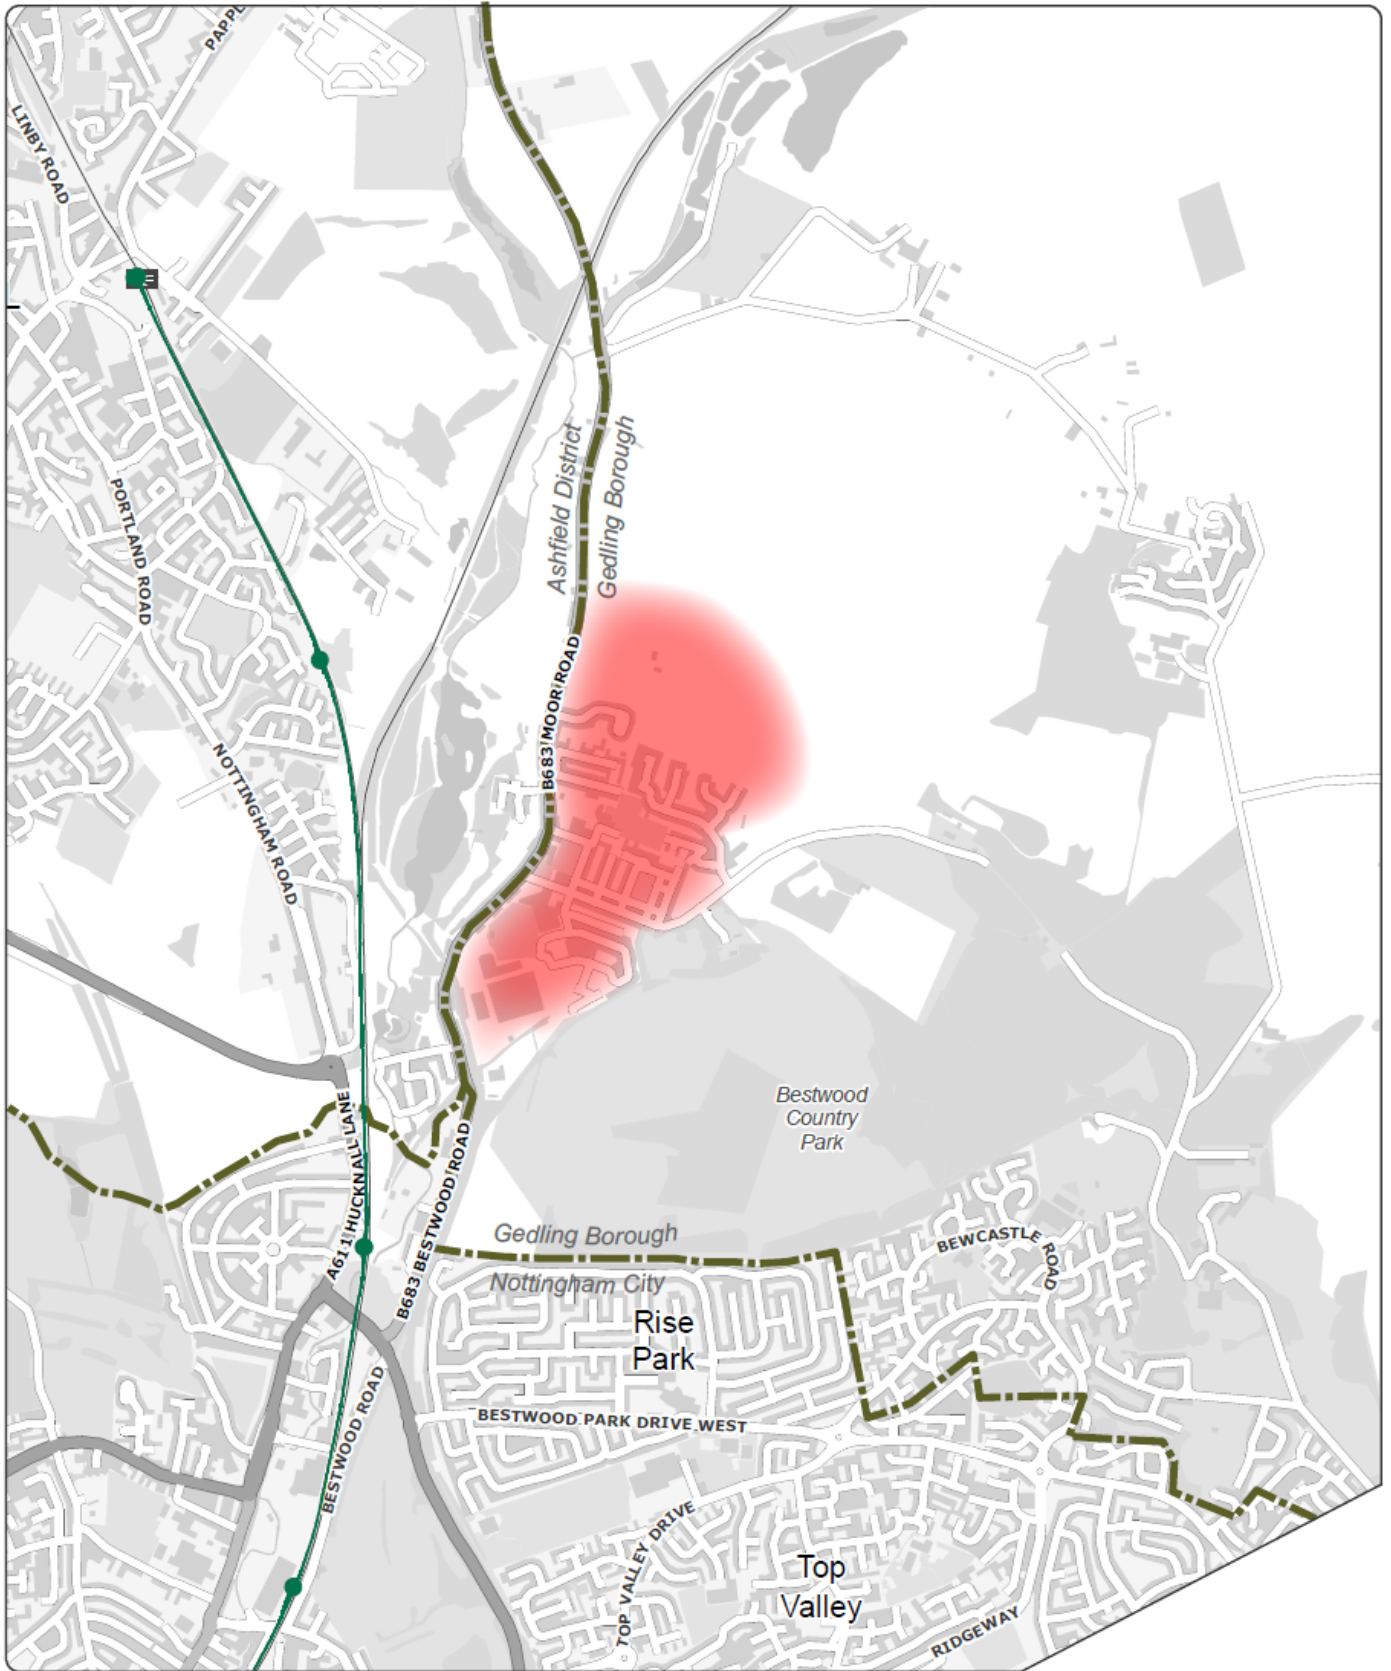 PAPPL
LINBY ROAD
Ashfield District
Gedling Borough
PORTLAND ROAD
B683 MOOR ROAD
NOTTINGHAM ROAD
Bestwood
Country
Park
A611 HUCKNALL LANE
B683 BESTWOOD ROAD
Gedling Borough
BEWCASTLE ROAD
Nottingham City
Rise
Park
BESTWOOD PARK DRIVE WEST
BESTWOOD ROAD
TOP VALLEY DRIVE
Top
Valley
RIDGEWAY